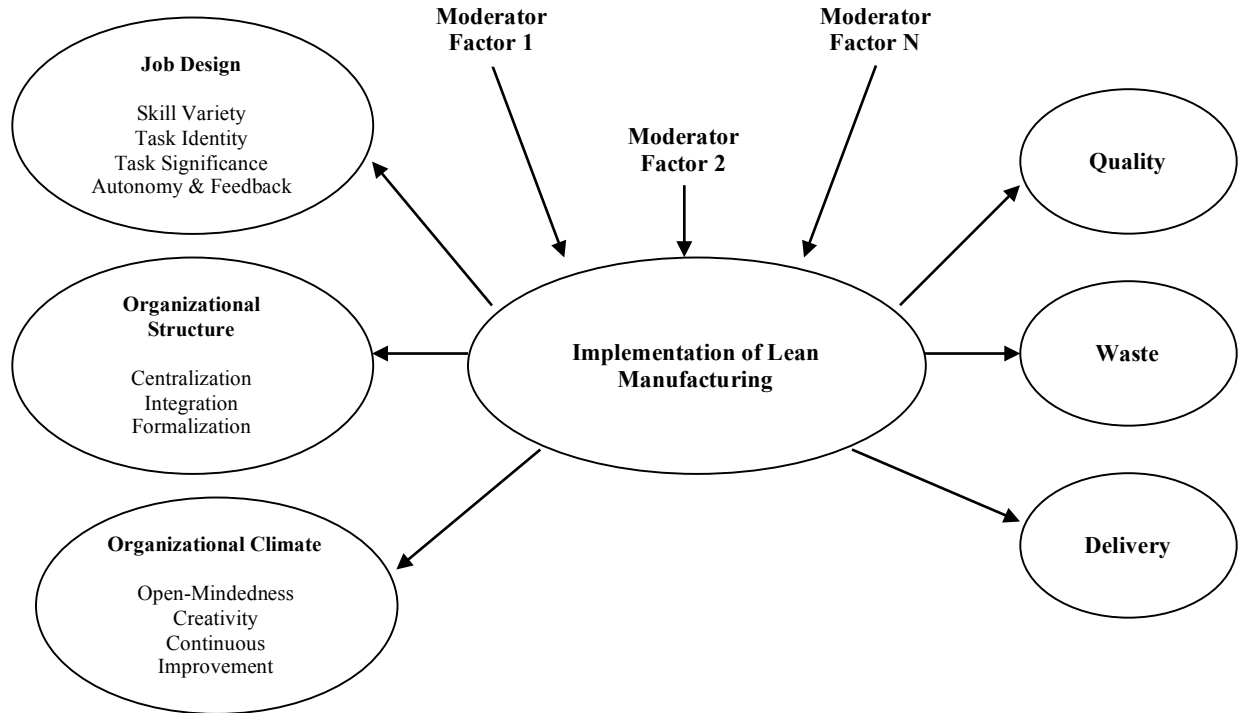 Job Design
Skill Variety
Task Identity
Task Significance
Autonomy & Feedback
Moderator
Factor 1
Moderator
Factor 2
Moderator
Factor N
Organizational
Structure
Centralization
Integration
Formalization
Organizational Climate
Open-Mindedness
Creativity
Continuous
Improvement
Implementation of Lean
Manufacturing
Quality
Waste
Delivery